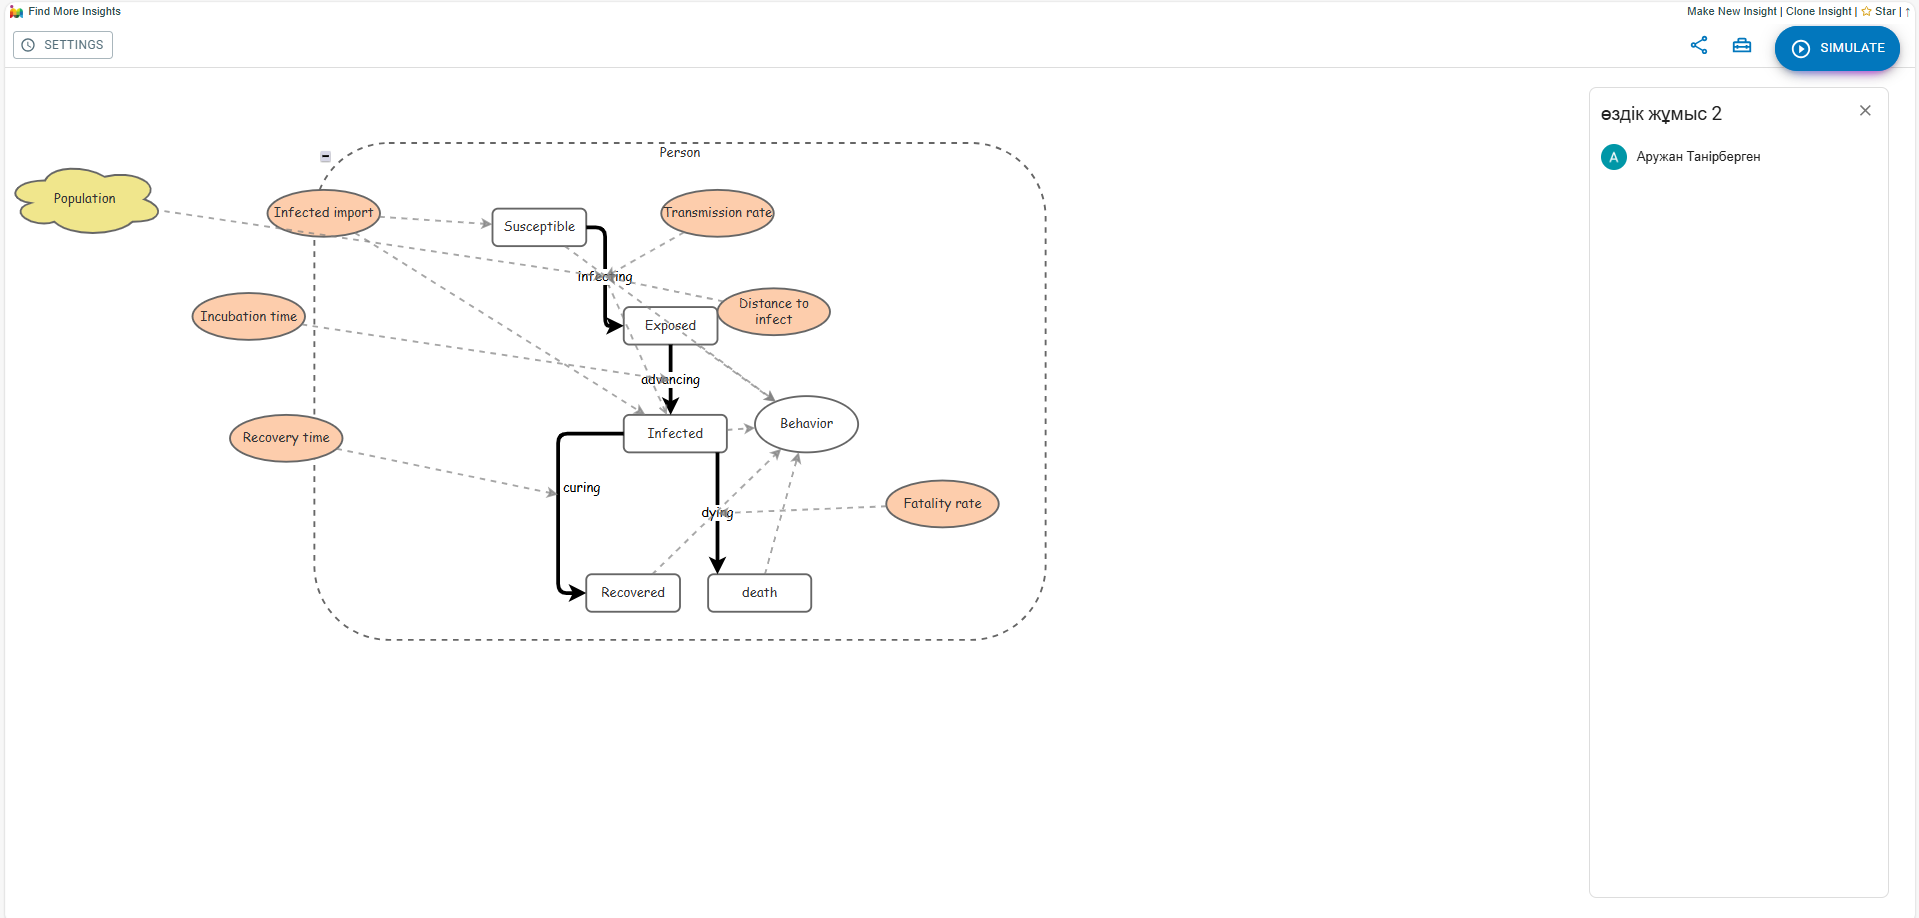 Find More Insights
Make New Insight | Clone Insight | Star | ↑
SETTINGS
SIMULATE
өздік жұмыс 2
А
Аружан Танірберген
Person
Population
Infected import
Susceptible
Transmission rate
infecting
Distance to
infect
Incubation time
Exposed
advancing
Behavior
Infected
Recovery time
curing
Fatality rate
dying
Recovered
death